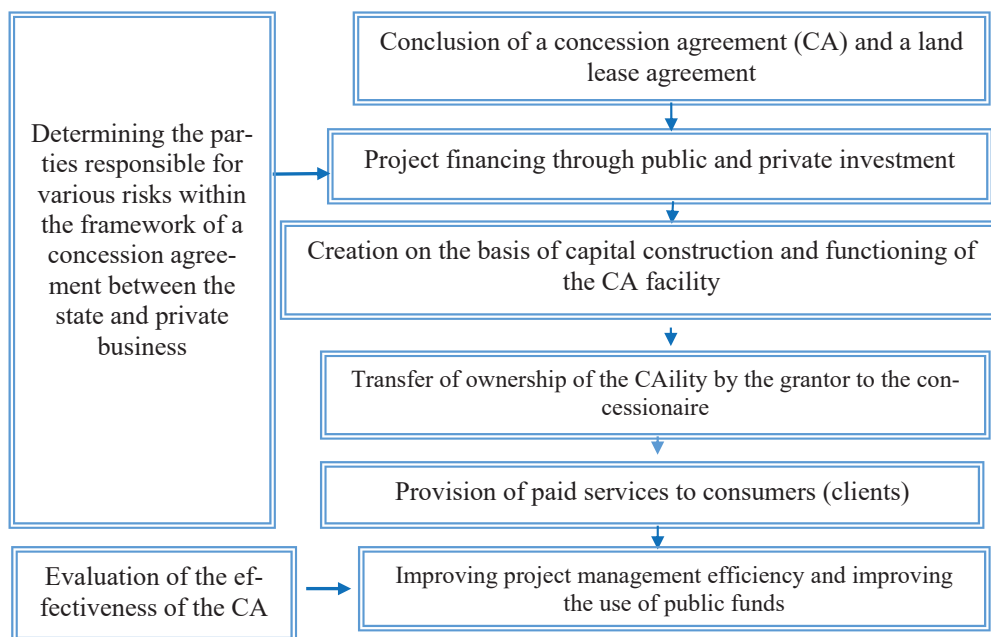 Conclusion of a concession agreement (CA) and a land
lease agreement
Determining the par-
ties responsible for
various risks within
the framework of a
concession agree-
ment between the
state and private
business
Project financing through public and private investment
Creation on the basis of capital construction and functioning of
the CA facility
Transfer of ownership of the CAility by the grantor to the con-
cessionaire
Provision of paid services to consumers (clients)
Evaluation of the ef-
fectiveness of the CA
Improving project management efficiency and improving
the use of public funds